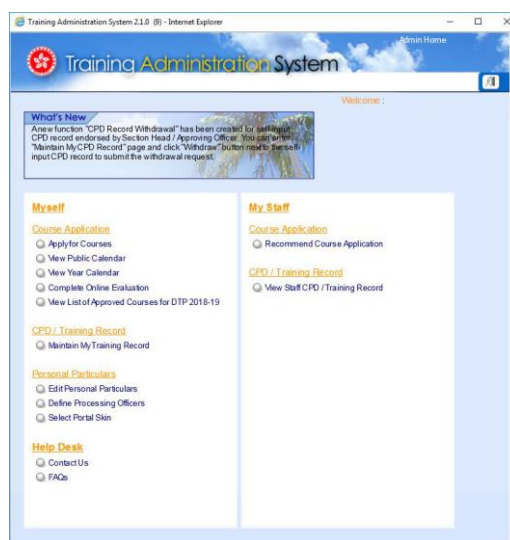 Training Administration System 2.1.0 (9) - Internet Explorer
Admin Home
Training Administration System
Welcome :
What's New
A new function "CPD Record Withdrawal" has been created for self-input
CPD record endorsed by Section Head / Approving Officer. You can enter
"Maintain My CPD Record" page and click "Withdraw" button next to the self-
input CPD record to submit the withdrawal request.
Myself
Course Application
Apply for Courses
View Public Calendar
View Year Calendar
Complete Online Evaluation
View List of Approved Courses for DTP 2018-19
CPD / Training Record
Maintain My Training Record
Personal Particulars
Edit Personal Particulars
Define Processing Officers
Select Portal Skin
Help Desk
Contact Us
FAQs
My Staff
Course Application
Recommend Course Application
CPD / Training Record
View Staff CPD / Training Record